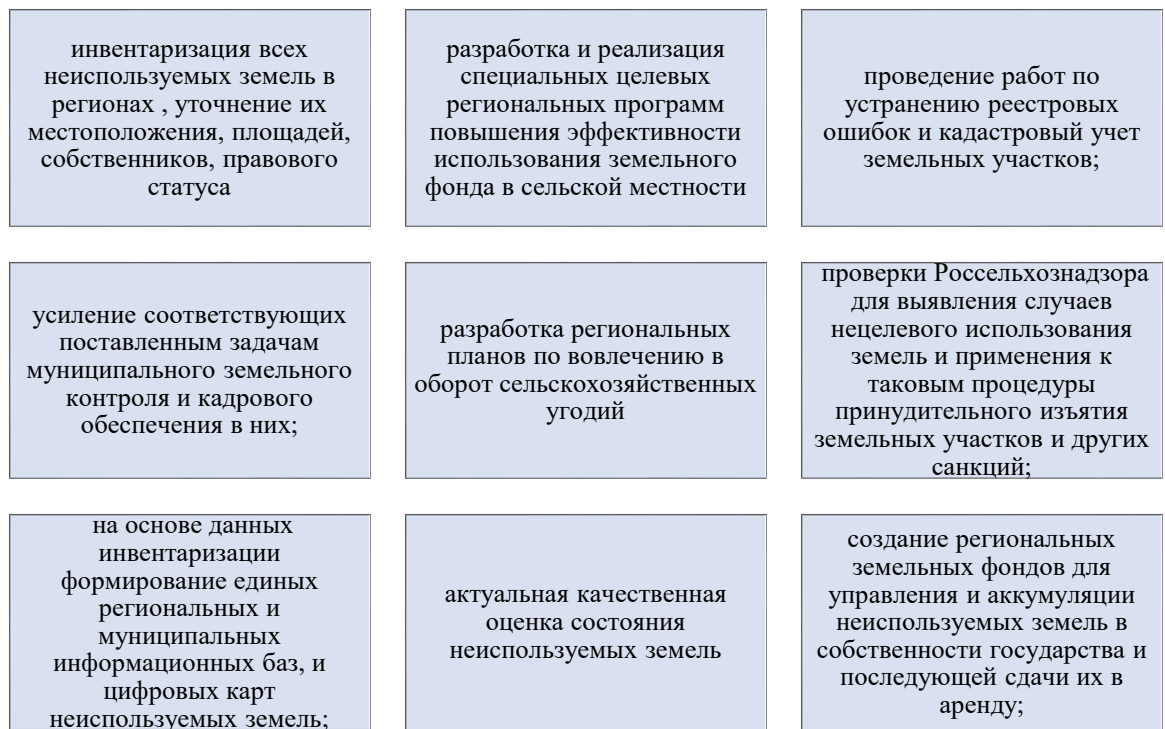 инвентаризация всех
неиспользуемых земель в
регионах , уточнение их
местоположения, площадей,
собственников, правового
статуса
разработка и реализация
специальных целевых
региональных программ
повышения эффективности
использования земельного
фонда в сельской местности
проведение работ по
устранению реестровых
ошибок и кадастровый учет
земельных участков;
усиление соответствующих
поставленным задачам
муниципального земельного
контроля и кадрового
обеспечения в них;
разработка региональных
планов по вовлечению в
оборот сельскохозяйственных
угодий
проверки Россельхознадзора
для выявления случаев
нецелевого использования
земель и применения к
таковым процедуры
принудительного изъятия
земельных участков и других
санкций;
на основе данных
инвентаризации
формирование единых
региональных и
муниципальных
информационных баз, и
цифровых карт
неиспользуемых земель;
актуальная качественная
оценка состояния
неиспользуемых земель
создание региональных
земельных фондов для
управления и аккумуляции
неиспользуемых земель в
собственности государства и
последующей сдачи их в
аренду;